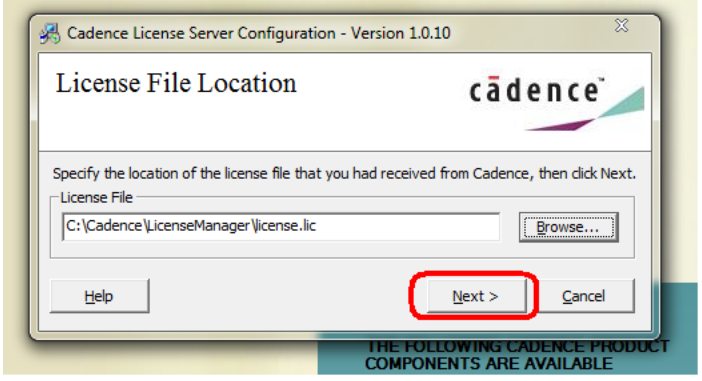 Cadence License Server Configuration - Version 1.0.10
License File Location
cādence™
Specify the location of the license file that you had received from Cadence, then click Next.
License File
C:\Cadence\LicenseManager\license.lic
Browse...
Help
Next >
Cancel
THE FOLLOWING CADENCE PRODUCT
COMPONENTS ARE AVAILABLE